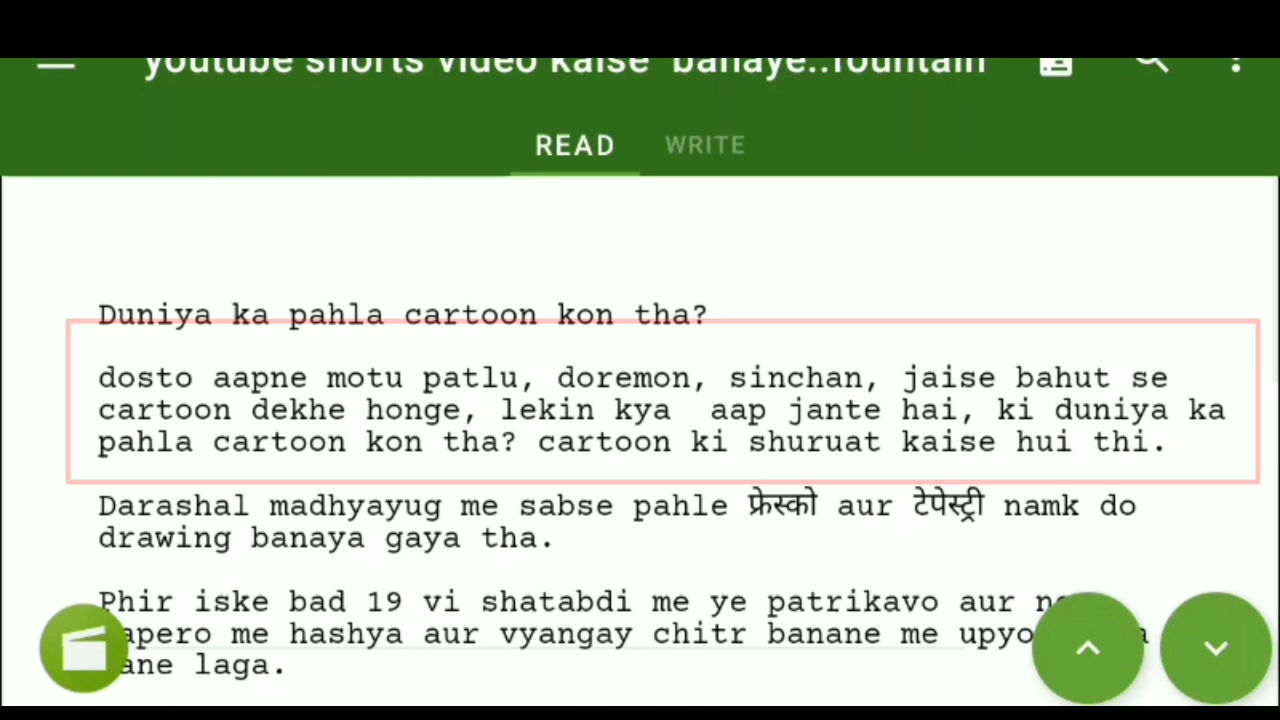 youtube shorts video kaise banaye..fountain
READ WRITE
Duniya ka pahla cartoon kon tha?
dosto aapne motu patlu, doremon, sinchan, jaise bahut se
cartoon dekhe honge, lekin kya aap jante hai, ki duniya ka
pahla cartoon kon tha? cartoon ki shuruat kaise hui thi.
Darashal madhyayug me sabse pahle फ्रेस्को aur टेपेस्ट्री namk do
drawing banaya gaya tha.
Phir iske bad 19 vi shatabdi me ye patrikavo aur
me hashya aur vyangay chitr banane me
laga.